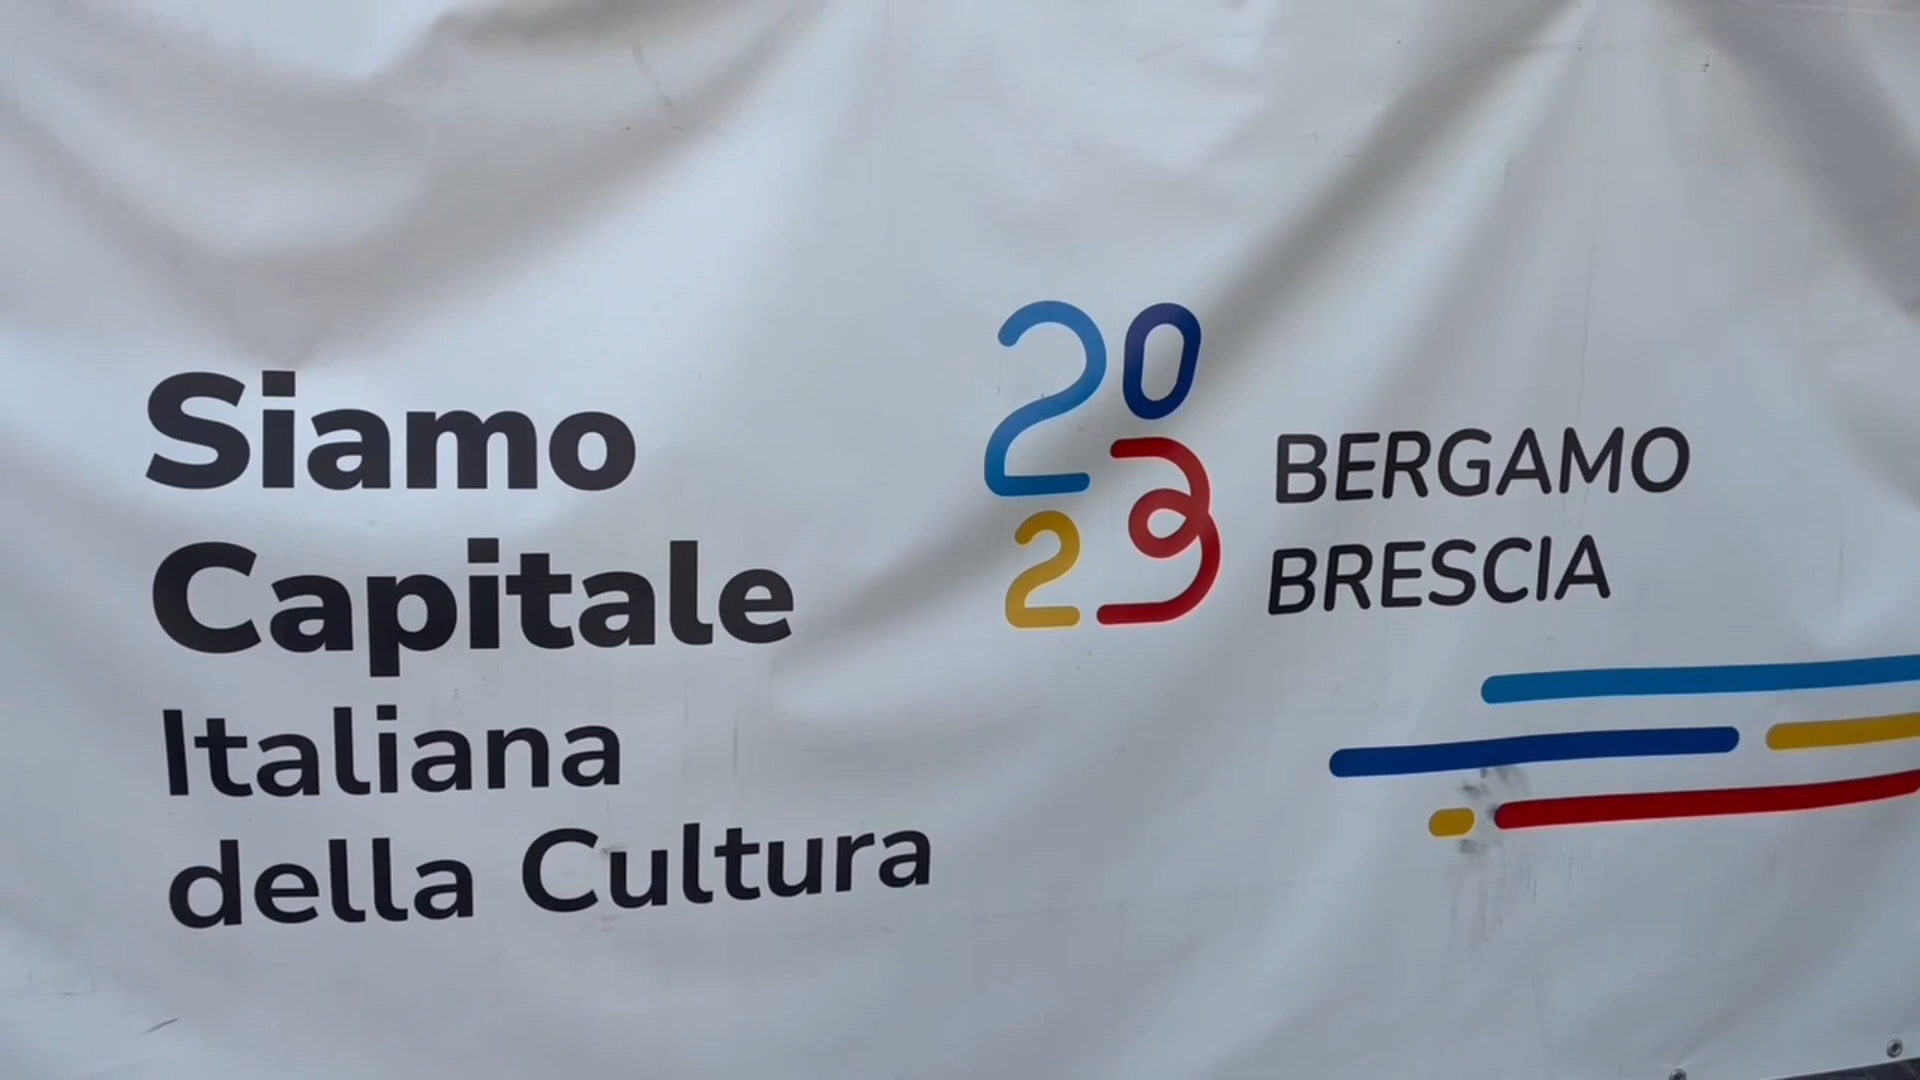 Siamo
Capitale
Italiana
della Cultura
20
23
BERGAMO
BRESCIA